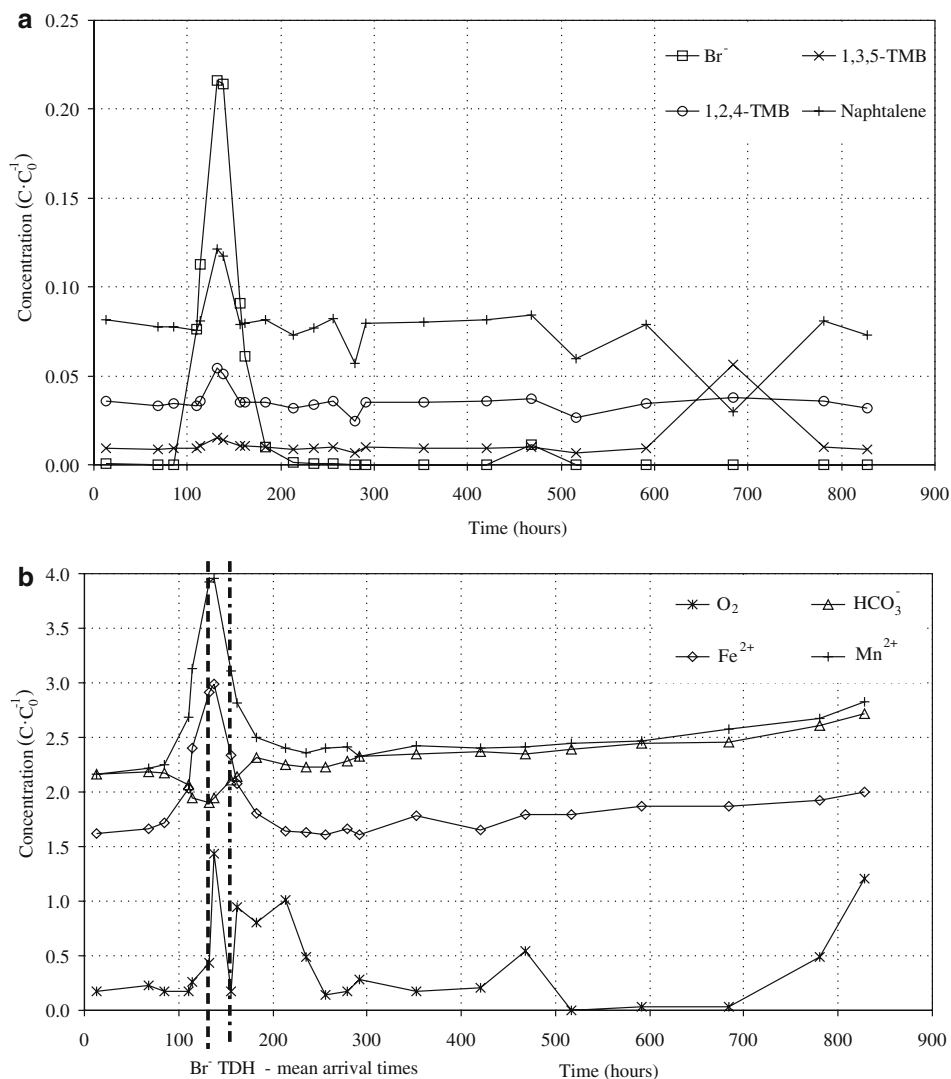 a
0.25
0.20
0.15
0.10
0.05
0.00
Concentration (C·C₀⁻¹)
Br⁻
1,3,5-TMB
1,2,4-TMB
Naphtalene
0 100 200 300 400 500 600 700 800 900
Time (hours)
b
4.0
3.5
3.0
2.5
2.0
1.5
1.0
0.5
0.0
Concentration (C·C₀⁻¹)
O₂
HCO₃⁻
Fe²⁺
Mn²⁺
0 100 200 300 400 500 600 700 800 900
Br⁻ TDH - mean arrival times
Time (hours)